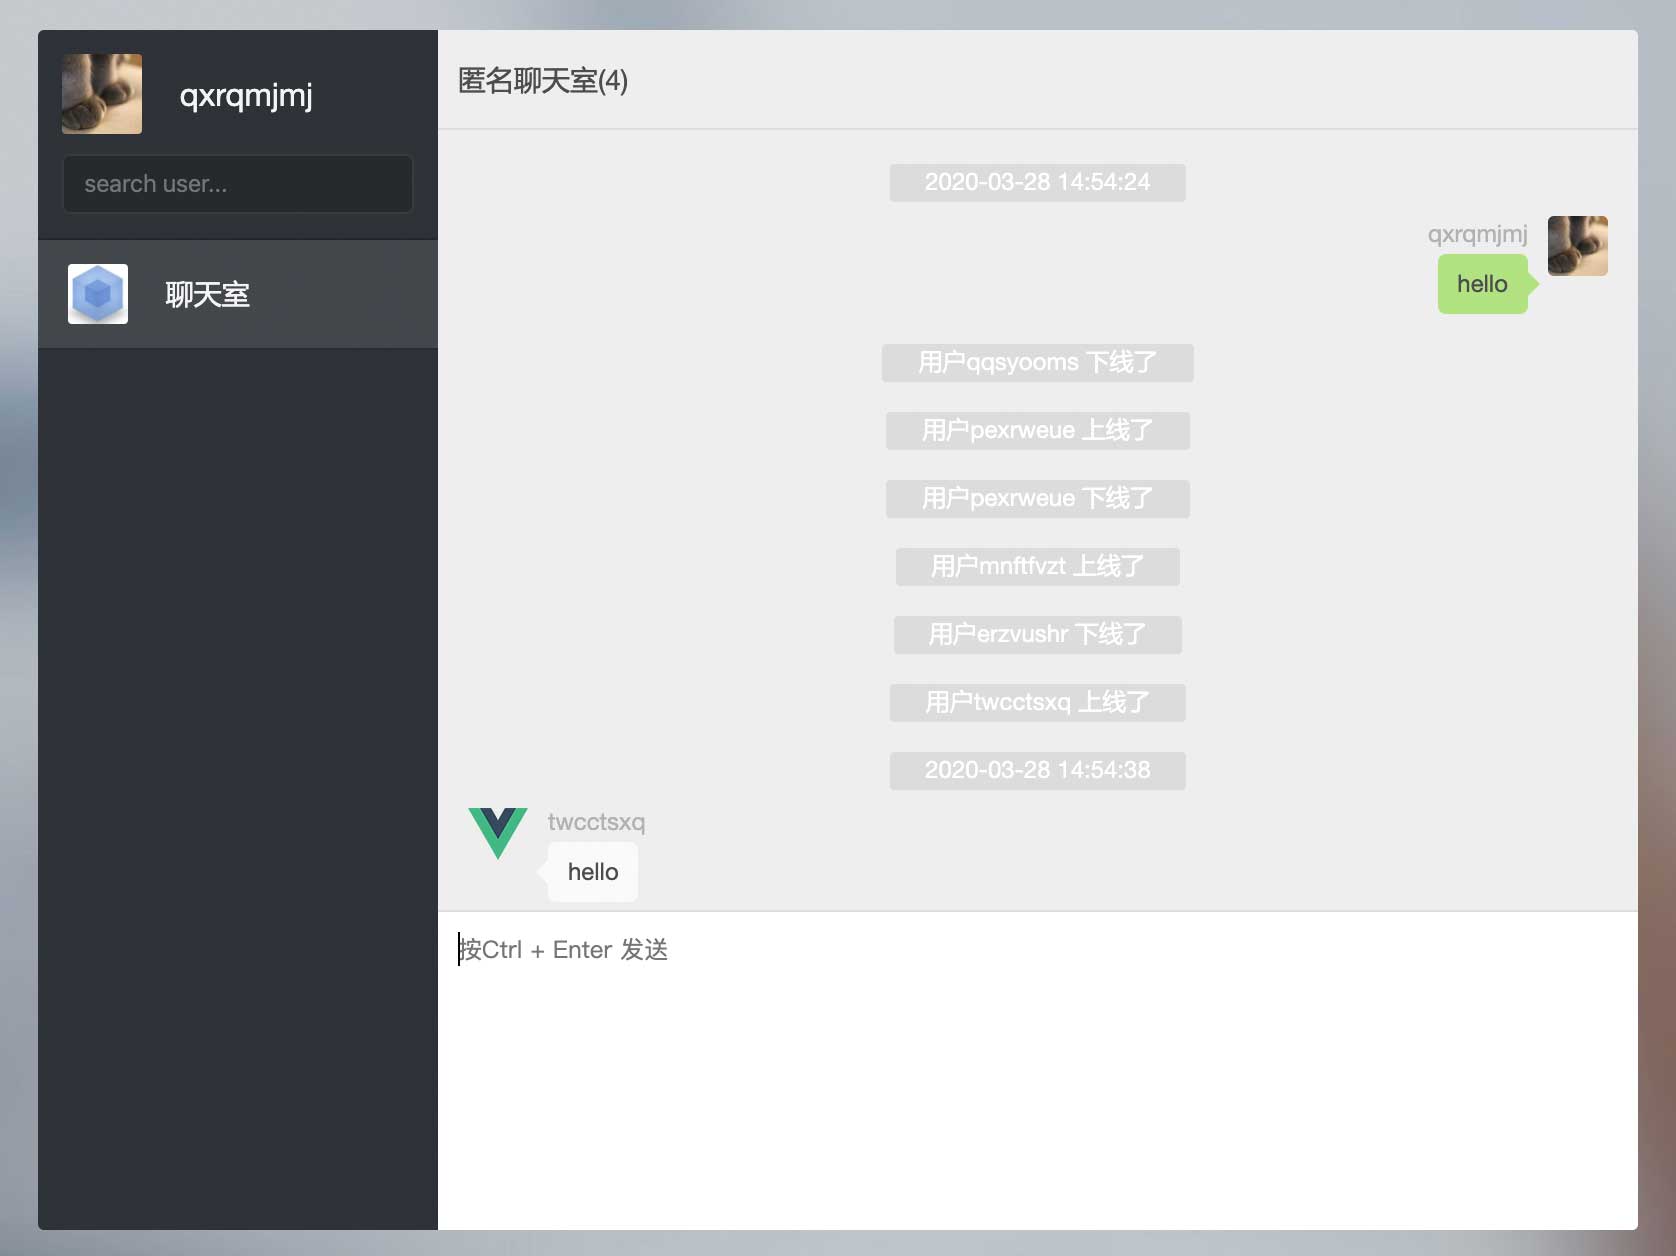 qxrqmjmj
search user...
聊天室
匿名聊天室(4)
2020-03-28 14:54:24
qxrqmjmj
hello
用户qqsyooms 下线了
用户pexrweue 上线了
用户pexrweue 下线了
用户mnftfvzt 上线了
用户erzvushr 下线了
用户twcctsxq 上线了
2020-03-28 14:54:38
twcctsxq
hello
按Ctrl + Enter 发送